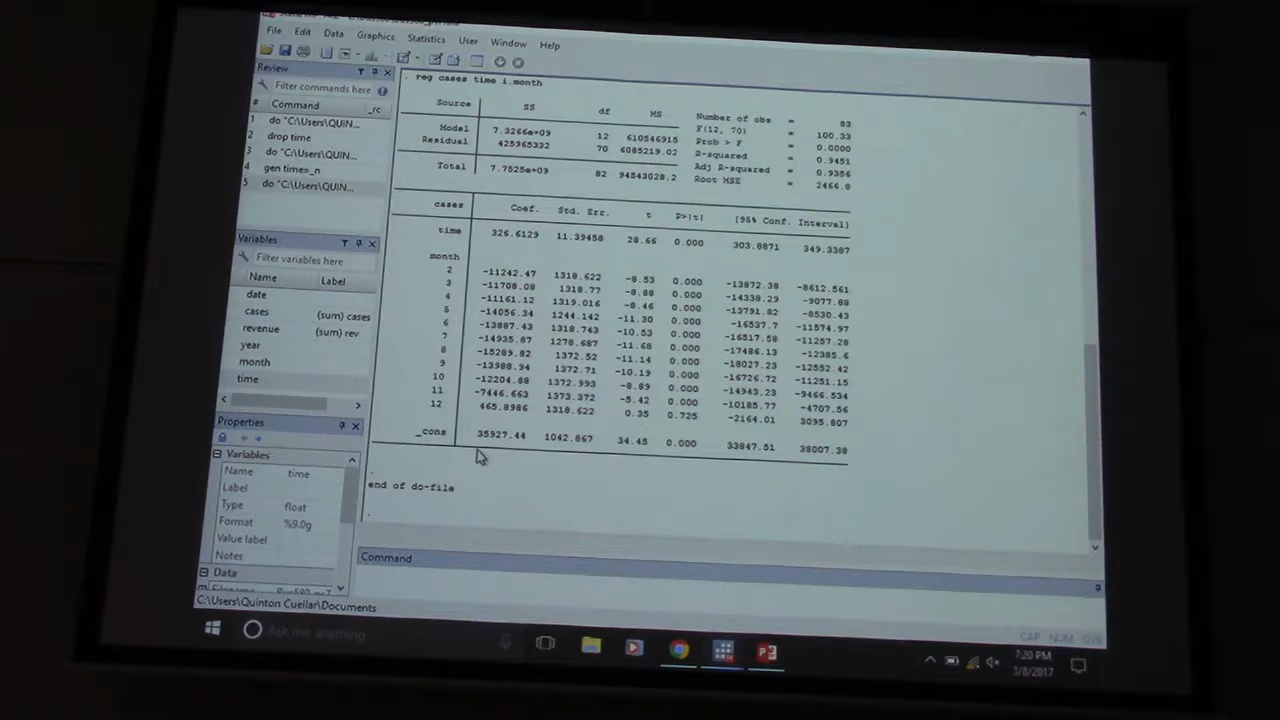 File Edit Data Graphics Statistics User Window Help
Review
Filter commands here
# Command _rc
1 do "C:\Users\QUIN...
2 drop time
3 do "C:\Users\QUIN...
4 gen time=_n
5 do "C:\Users\QUIN...
Variables
Filter variables here
Name Label
date
cases (sum) cases
revenue (sum) rev
year
month
time
Properties
Variables
Name time
Label
Type float
Format %9.0g
Value label
Notes
Data
. reg cases time i.month
Source SS df MS
Model 7.3266e+09 12 610546915
Residual 425965332 70 6085219.02
Total 7.7525e+09 82 94543028.2
Number of obs = 83
F(12, 70) = 100.33
Prob > F = 0.0000
R-squared = 0.9451
Adj R-squared = 0.9356
Root MSE = 2466.8
cases Coef. Std. Err. t P>|t| [95% Conf. Interval]
time 326.6129 11.39458 28.66 0.000 303.8871 349.3387
month
2 -11242.47 1318.622 -8.53 0.000 -13872.38 -8612.561
3 -11708.08 1318.77 -8.88 0.000 -14338.29 -9077.88
4 -11161.12 1319.016 -8.46 0.000 -13791.82 -8530.43
5 -14056.34 1244.142 -11.30 0.000 -16537.7 -11574.97
6 -13887.43 1318.743 -10.53 0.000 -16517.58 -11257.28
7 -14935.87 1278.687 -11.68 0.000 -17486.13 -12385.6
8 -15289.82 1372.52 -11.14 0.000 -18027.23 -12552.42
9 -13988.94 1372.71 -10.19 0.000 -16726.72 -11251.15
10 -12204.88 1372.993 -8.89 0.000 -14943.23 -9466.534
11 -7446.663 1373.372 -5.42 0.000 -10185.77 -4707.56
12 465.8986 1318.622 0.35 0.725 -2164.01 3095.807
_cons 35927.44 1042.867 34.45 0.000 33847.51 38007.38
.
end of do-file
.
Command
C:\Users\Quinton Cuellar\Documents
CAP NUM OVR
Ask me anything
7:20 PM
3/8/2017